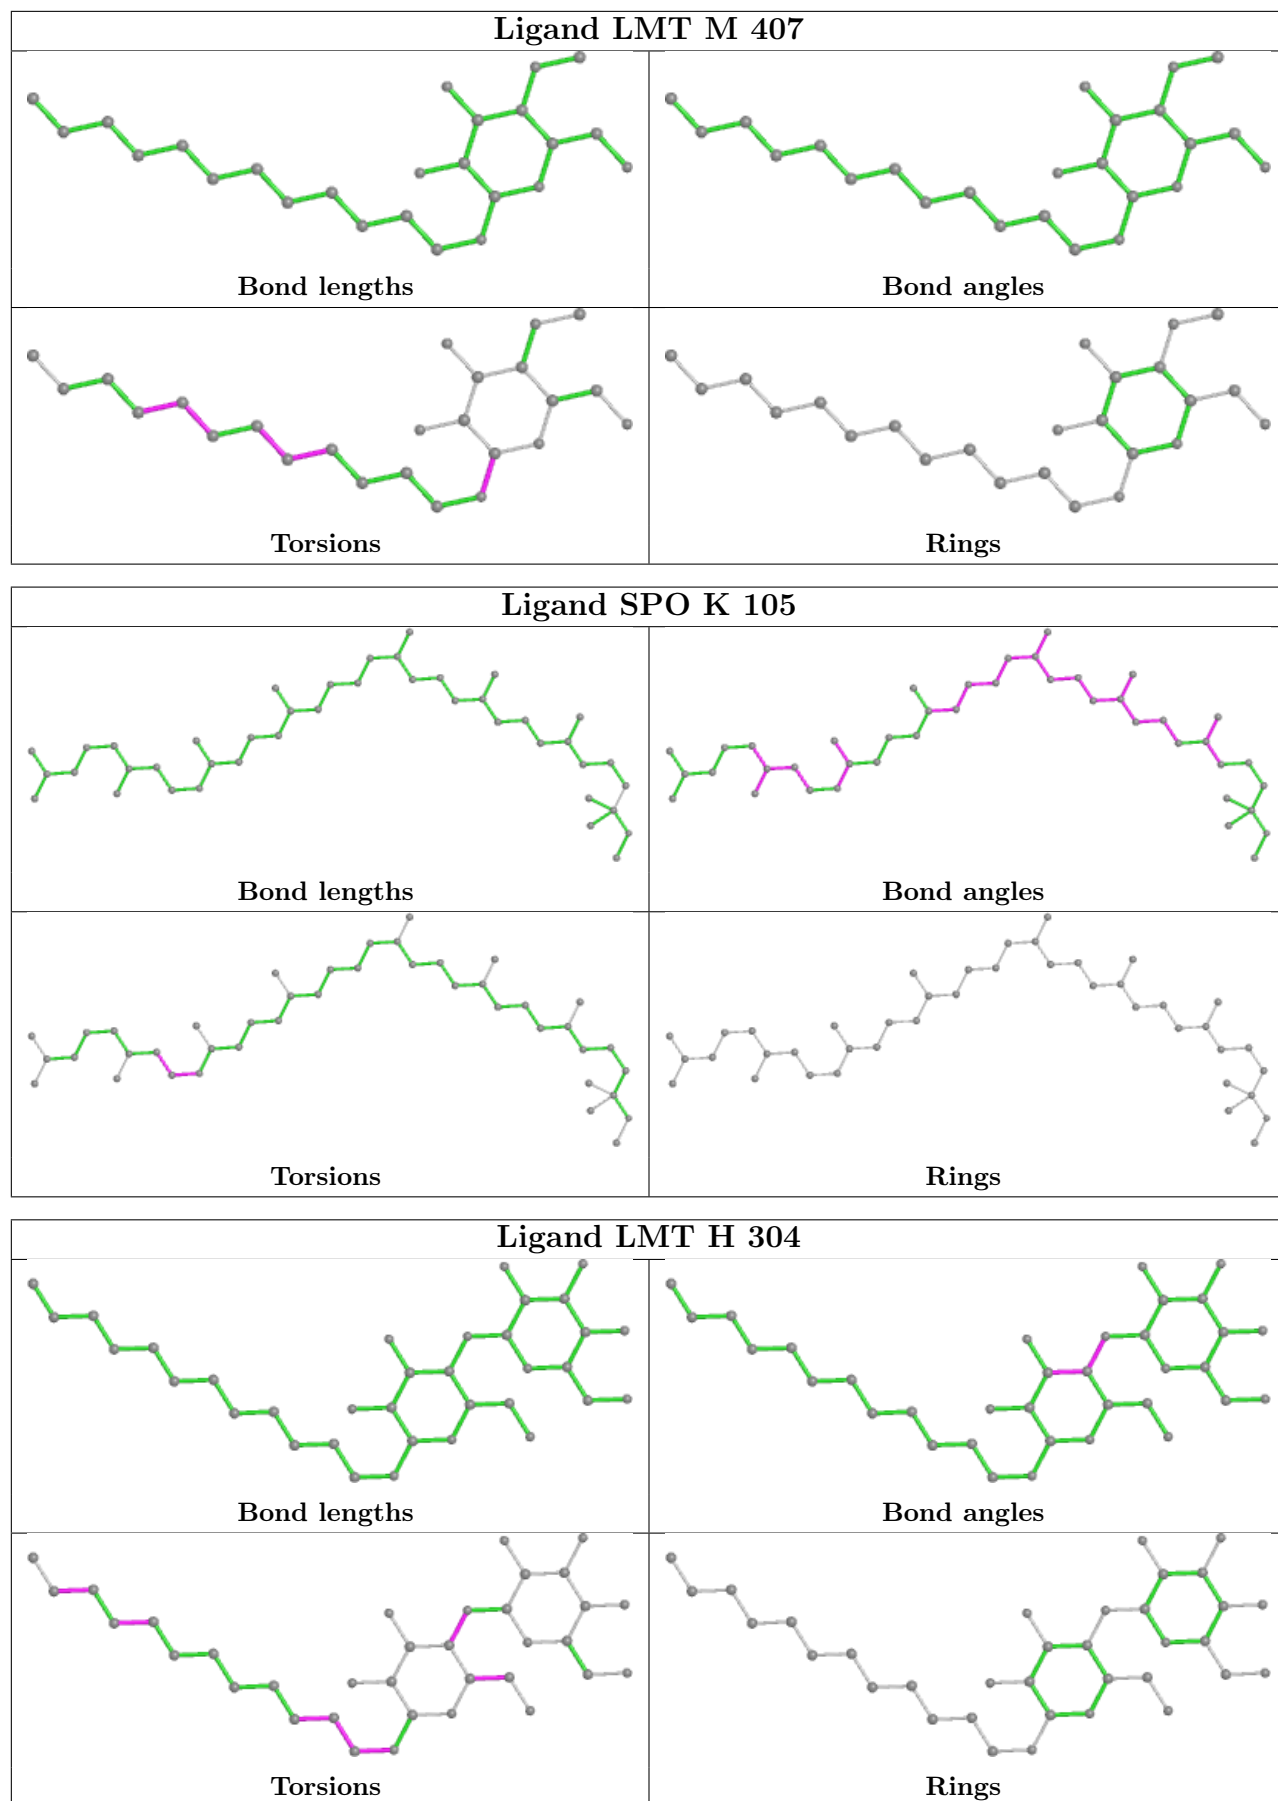 Ligand LMT M 407
Bond lengths
Bond angles
Torsions
Rings
Ligand SPO K 105
Bond lengths
Bond angles
Torsions
Rings
Ligand LMT H 304
Bond lengths
Bond angles
Torsions
Rings